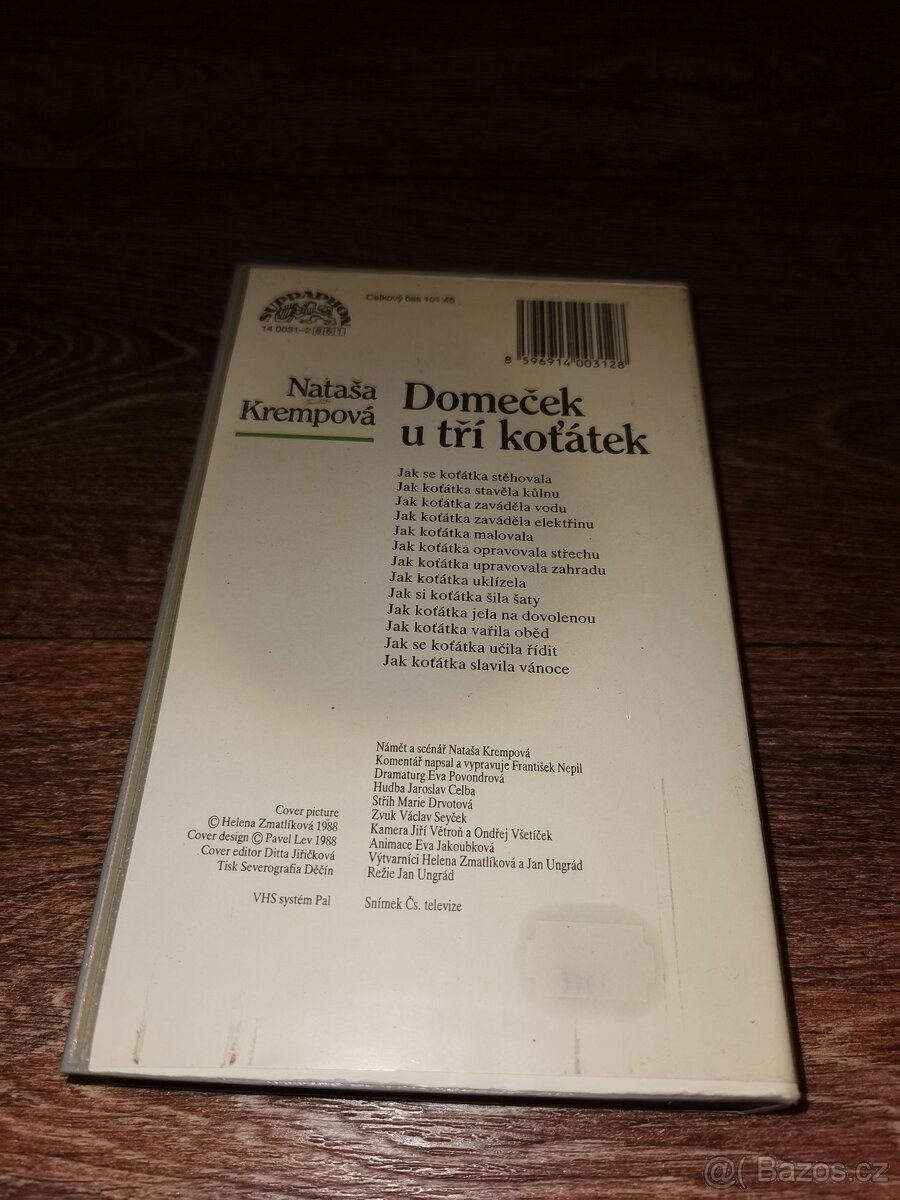 SUPRAPHON
14 0031-2 861
Celkový čas 101:45
8 596914 003128
Nataša
Krempová
Domeček
u tří koťátek
Jak se koťátka stěhovala
Jak koťátka stavěla kůlnu
Jak koťátka zaváděla vodu
Jak koťátka zaváděla elektřinu
Jak koťátka malovala
Jak koťátka opravovala střechu
Jak koťátka upravovala zahradu
Jak koťátka uklízela
Jak si koťátka šila šaty
Jak koťátka jela na dovolenou
Jak koťátka vařila oběd
Jak se koťátka učila řídit
Jak koťátka slavila vánoce
Námět a scénář Nataša Krempová
Komentář napsal a vypravuje František Nepil
Dramaturg Eva Povondrová
Hudba Jaroslav Celba
Střih Marie Drvotová
Zvuk Václav Seyček
Kamera Jiří Větroň a Ondřej Všetíček
Animace Eva Jakoubková
Výtvarníci Helena Zmatlíková a Jan Ungrád
Režie Jan Ungrád
Snímek Čs. televize
Cover picture
© Helena Zmatlíková 1988
Cover design © Pavel Lev 1988
Cover editor Ditta Jiřičková
Tisk Severografia Děčín
VHS systém Pal
@( Bazos.cz